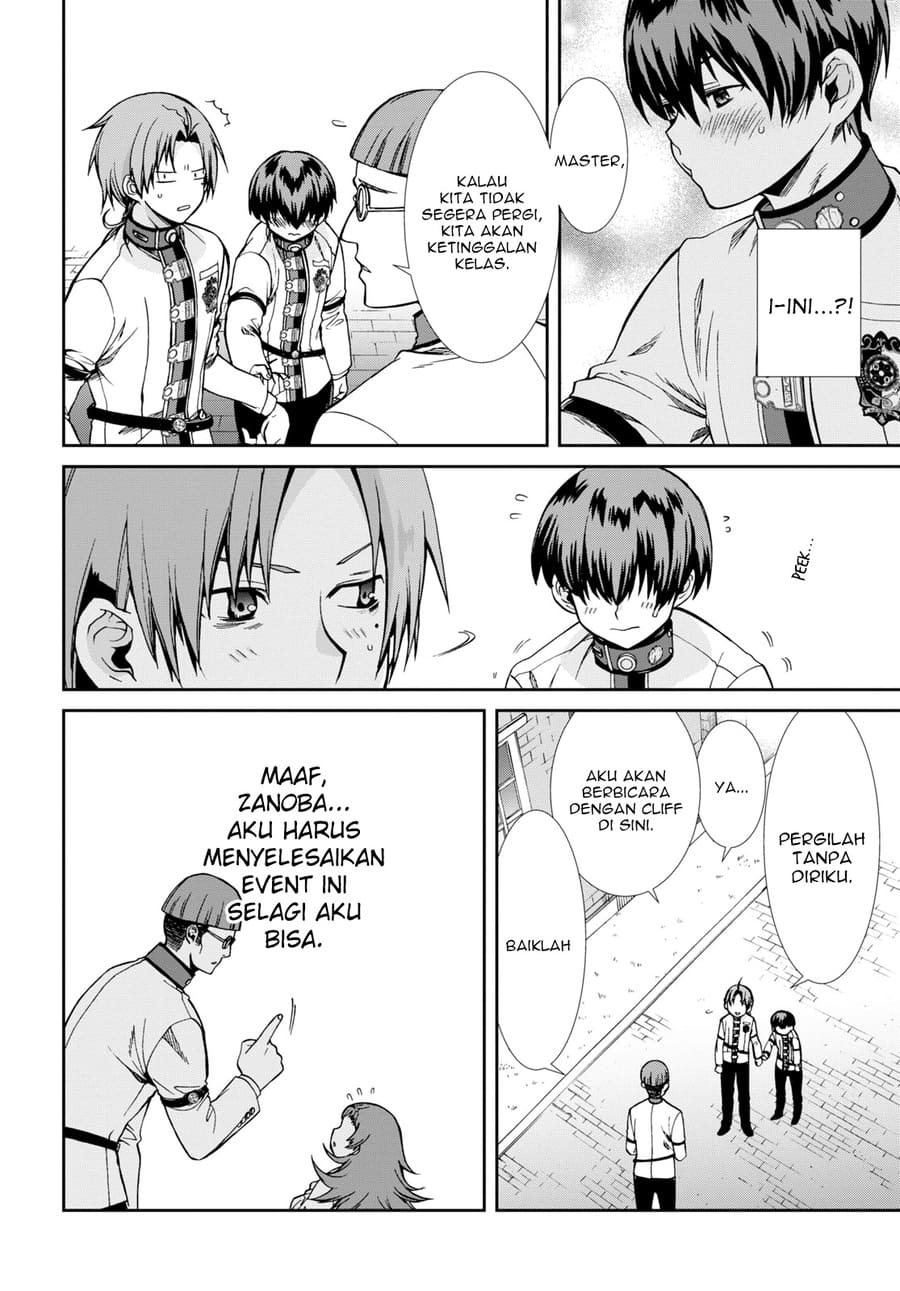 I-INI...?!
MASTER,
KALAU
KITA TIDAK
SEGERA PERGI,
KITA AKAN
KETINGGALAN
KELAS.
PEEK...
PERGILAH
TANPA
DIRIKU.
YA...
AKU AKAN
BERBICARA
DENGAN CLIFF
DI SINI.
BAIKLAH
MAAF,
ZANOBA...
AKU HARUS
MENYELESAIKAN
EVENT INI
SELAGI AKU
BISA.